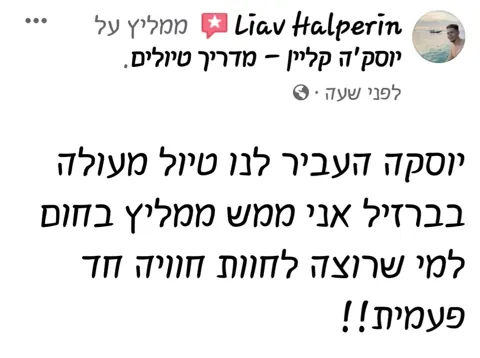 Liav Halperin ממליץ על
יוסק'ה קליין – מדריך טיולים.
לפני שעה ·
יוסקה העביר לנו טיול מעולה
בברזיל אני ממש ממליץ בחום
למי שרוצה לחוות חוויה חד
פעמית!!